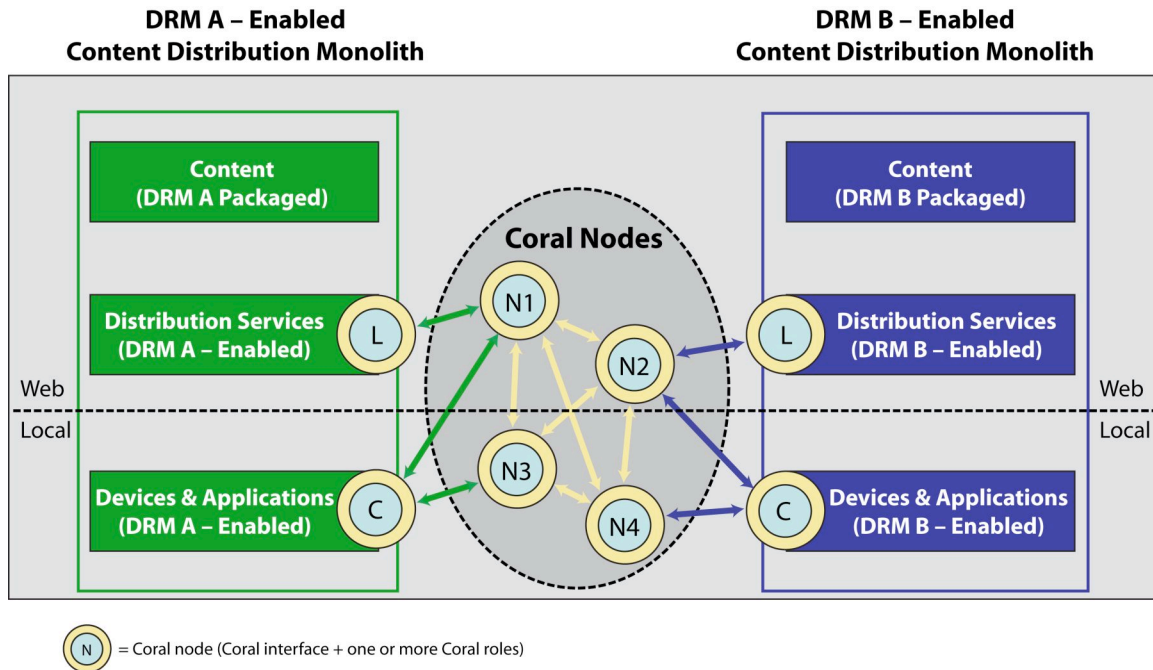 DRM A – Enabled
Content Distribution Monolith
DRM B – Enabled
Content Distribution Monolith
Content
(DRM A Packaged)
Content
(DRM B Packaged)
Coral Nodes
N1
Distribution Services
(DRM A – Enabled)
L
L
Distribution Services
(DRM B – Enabled)
N2
Web
Web
Local
Local
N3
Devices & Applications
(DRM A – Enabled)
C
N4
C
Devices & Applications
(DRM B – Enabled)
N
= Coral node (Coral interface + one or more Coral roles)